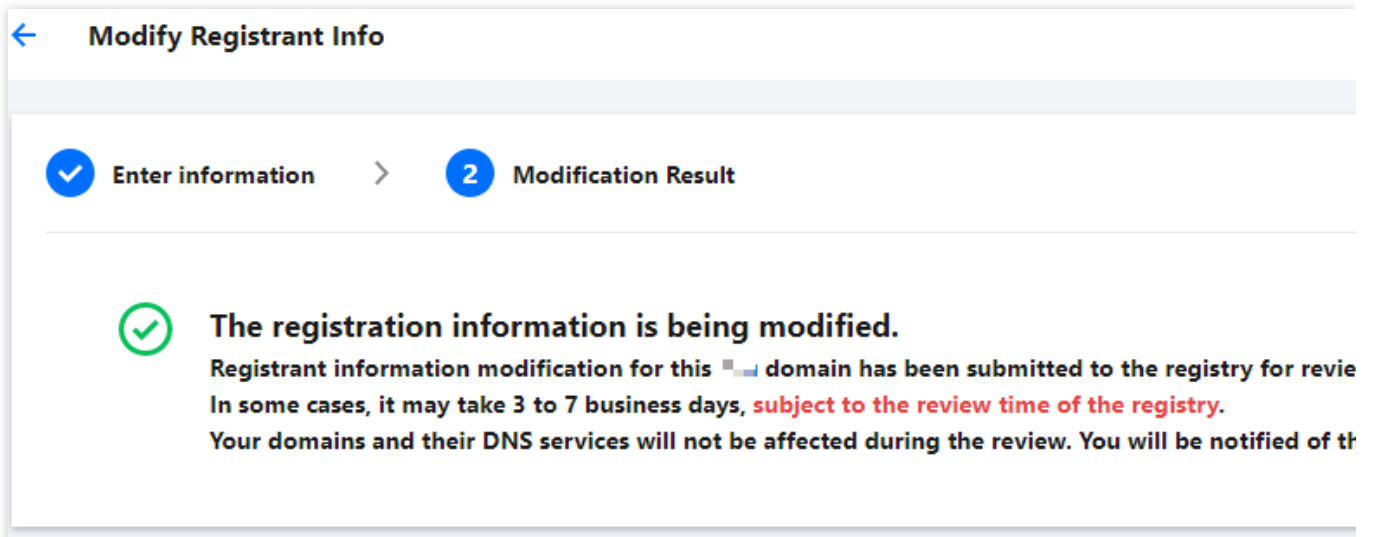 Modify Registrant Info
Enter information
2 Modification Result
The registration information is being modified.
Registrant information modification for this domain has been submitted to the registry for
In some cases, it may take 3 to 7 business days, subject to the review time of the registry.
Your domains and their DNS services will not be affected during the review. You will be notified of